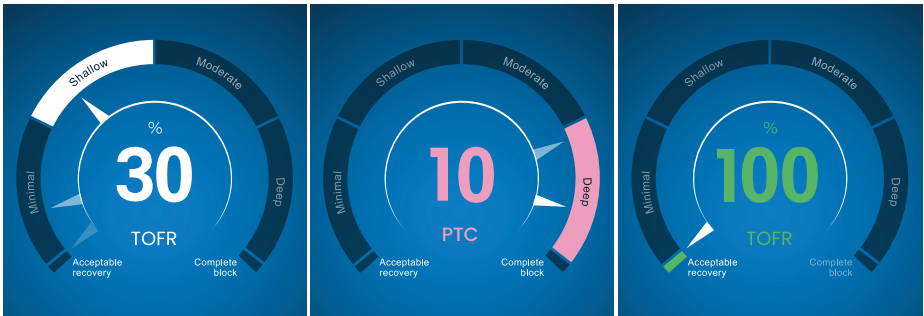 Shallow
Moderate
Minimal
Deep
%
30
TOFR
Acceptable
recovery
Complete
block
Shallow
Moderate
Minimal
Deep
10
PTC
Acceptable
recovery
Complete
block
Shallow
Moderate
Minimal
Deep
%
100
TOFR
Acceptable
recovery
Complete
block